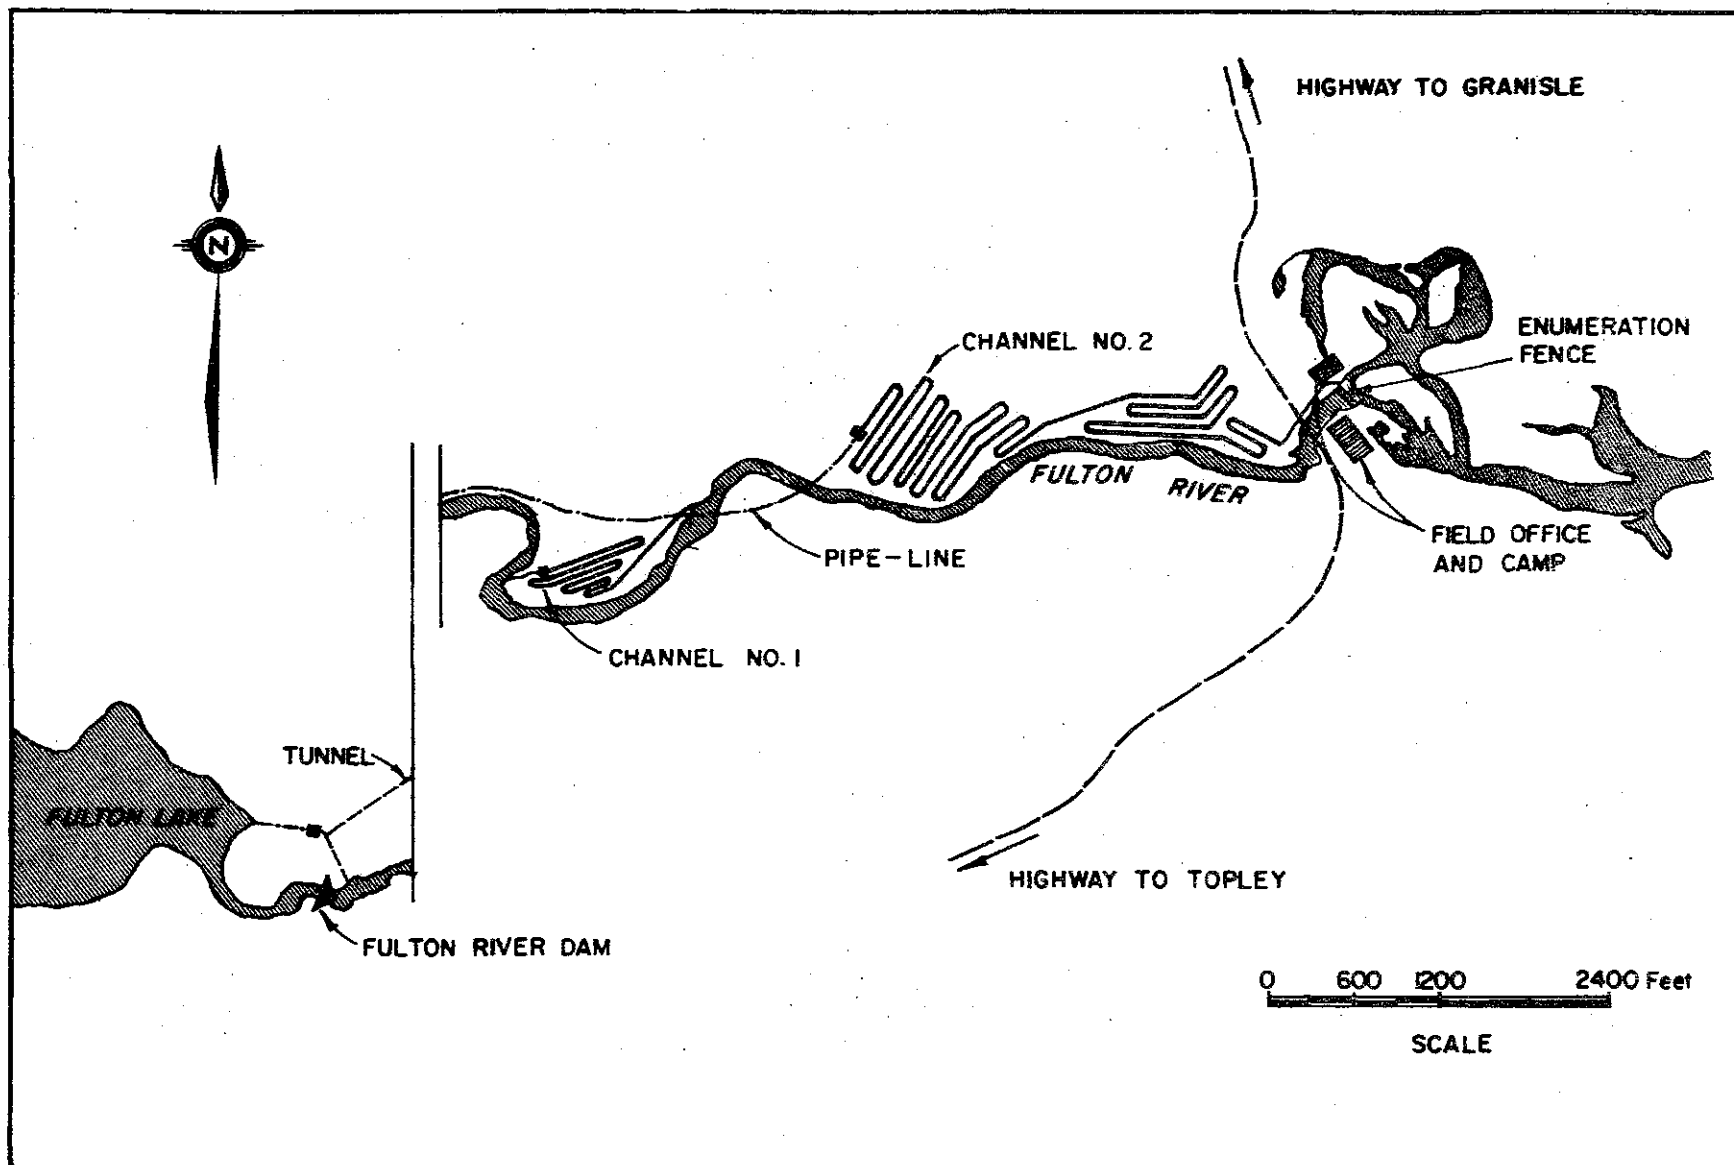 HIGHWAY TO GRANISLE
N
ENUMERATION
FENCE
CHANNEL NO. 2
FULTON RIVER
FIELD OFFICE
AND CAMP
PIPE-LINE
CHANNEL NO. 1
TUNNEL
FULTON LAKE
HIGHWAY TO TOPLEY
FULTON RIVER DAM
0 600 1200 2400 Feet
SCALE